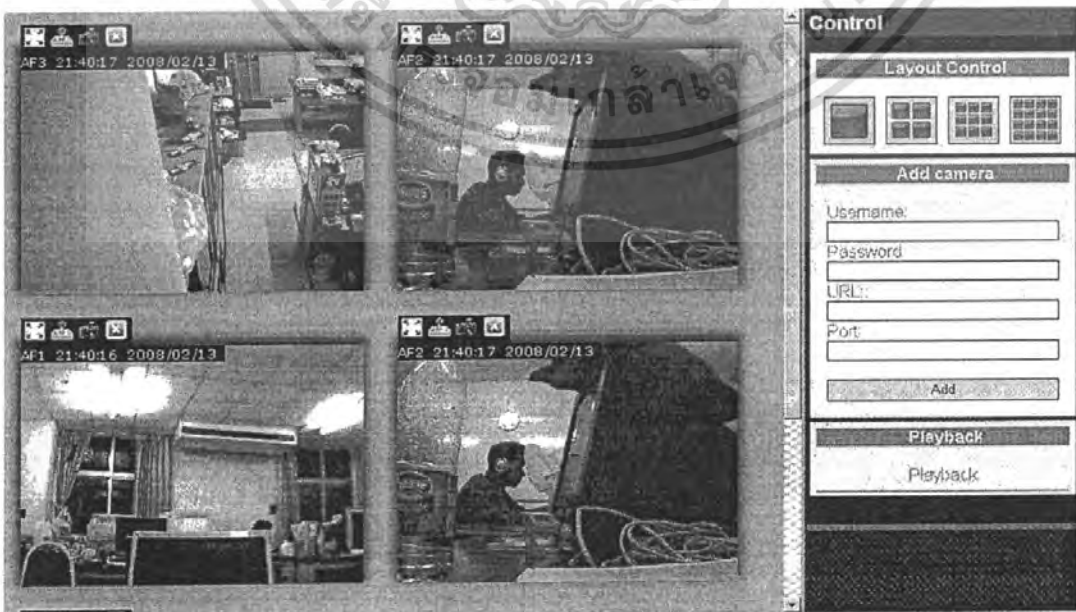 AF3 21:40:17 2008/02/13
AF2 21:40:17 2008/02/13
AF1 21:40:16 2008/02/13
AF2 21:40:17 2008/02/13
Control
Layout Control
Add camera
Username:
Password
URL:
Port:
Add
Playback
Playback